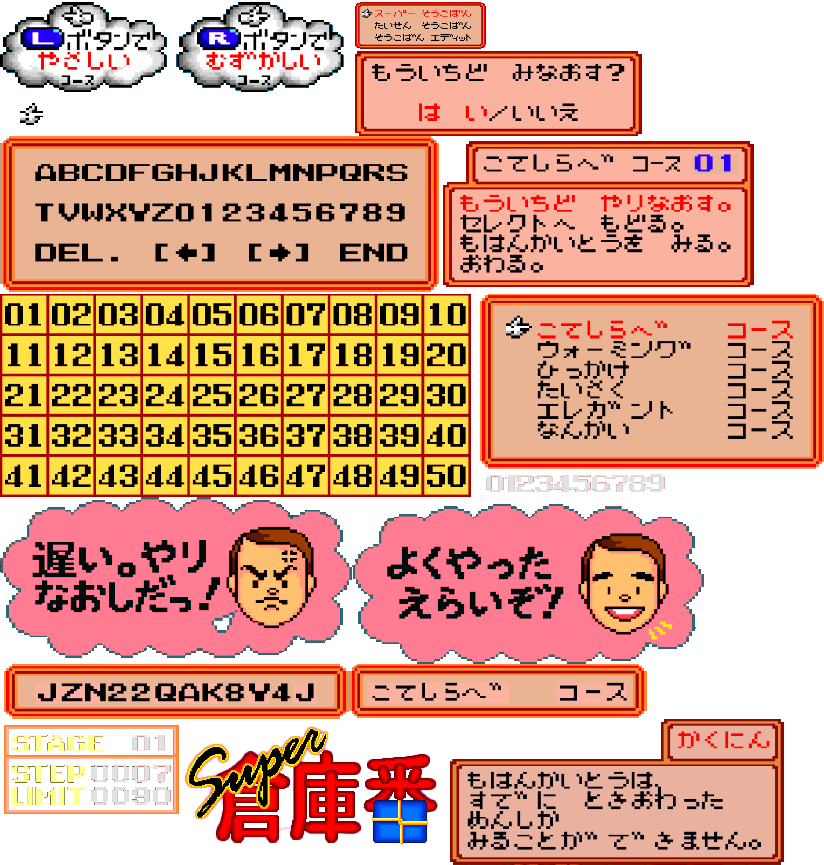 Lボタンで
やさしい
コース
Rボタンで
むずかしい
コース
スーパー そうこばん
たいせん そうこばん
そうこばん エディット
もういちど みなおす?
は い/いいえ
ABCDFGHJKLMNPQRS
TVWXYZ0123456789
DEL. [←] [→] END
こてしらべ コース 01
もういちど やりなおす。
セレクトへ もどる。
もはんかいとうを みる。
おわる。
01 02 03 04 05 06 07 08 09 10
11 12 13 14 15 16 17 18 19 20
21 22 23 24 25 26 27 28 29 30
31 32 33 34 35 36 37 38 39 40
41 42 43 44 45 46 47 48 49 50
こてしらべ コース
ウォーミング コース
ひっかけ コース
たいさく コース
エレガント コース
なんかい コース
0123456789
遅い。やり
なおしだっ!
よくやった
えらいぞ!
JZN22QAK8V4J
こてしらべ コース
STAGE 01
STEP 0007
LIMIT 0090
Super
倉庫番
かくにん
もはんかいとうは、
すでに ときおわった
めんしか
みることができません。